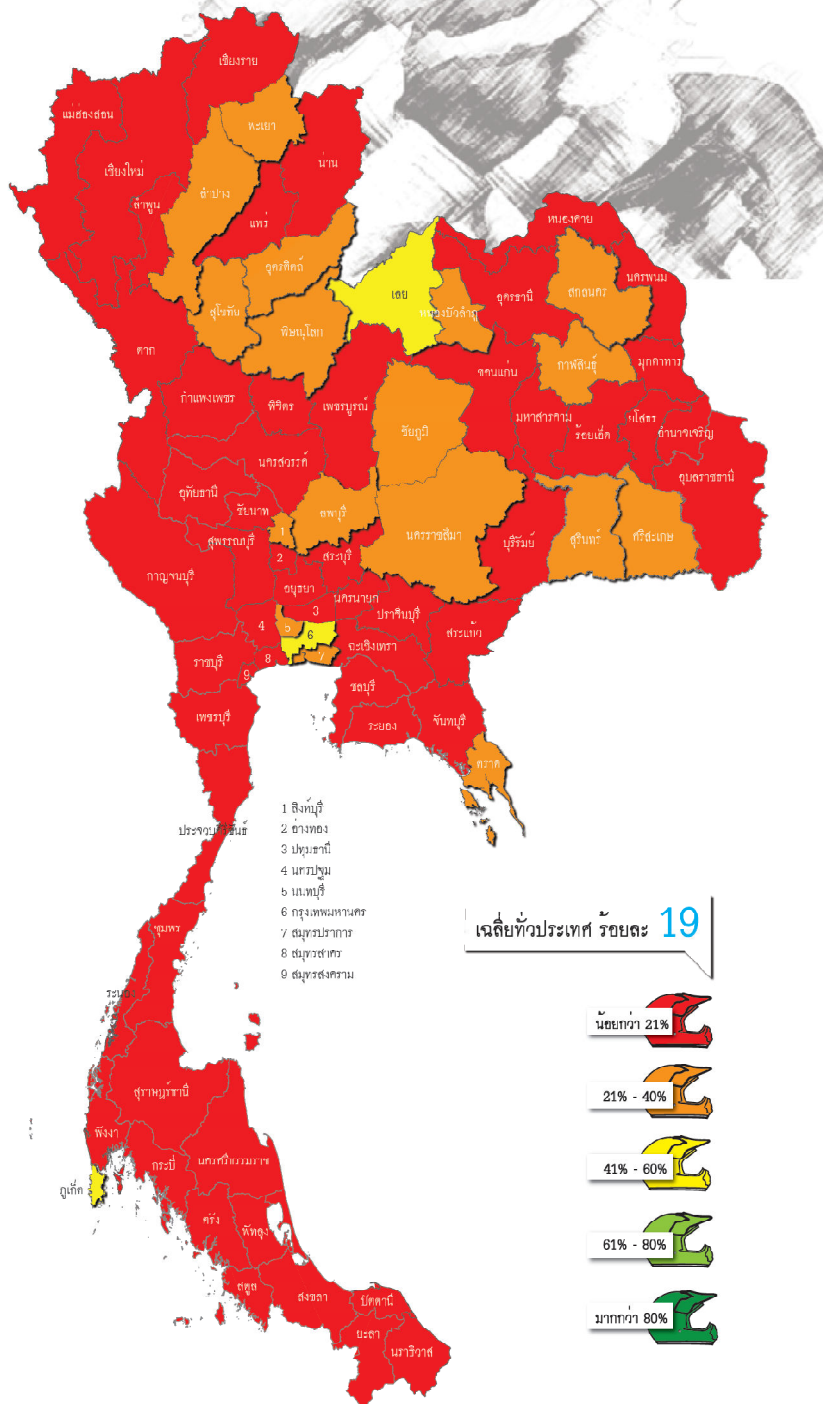 เชียงราย
แม่ฮ่องสอน
พะเยา
เชียงใหม่
น่าน
ลำปาง
ลำพูน
แพร่
หนองคาย
อุตรดิตถ์
นครพนม
เลย
สกลนคร
อุดรธานี
สุโขทัย
หนองบัวลำภู
พิษณุโลก
ตาก
กาฬสินธุ์
มุกดาหาร
ขอนแก่น
กำแพงเพชร
พิจิตร
เพชรบูรณ์
มหาสารคาม
ยโสธร
ชัยภูมิ
ร้อยเอ็ด
อำนาจเจริญ
นครสวรรค์
อุบลราชธานี
อุทัยธานี
ชัยนาท
ลพบุรี
1
นครราชสีมา
สุรินทร์
ศรีสะเกษ
สุพรรณบุรี
บุรีรัมย์
2
สระบุรี
กาญจนบุรี
อยุธยา
นครนายก
3
ปราจีนบุรี
4
5
6
สระแก้ว
ฉะเชิงเทรา
ราชบุรี
8
7
9
ชลบุรี
เพชรบุรี
ระยอง
จันทบุรี
ตราด
ประจวบคีรีขันธ์
1 สิงห์บุรี
2 อ่างทอง
3 ปทุมธานี
4 นครปฐม
5 นนทบุรี
6 กรุงเทพมหานคร
7 สมุทรปราการ
8 สมุทรสาคร
9 สมุทรสงคราม
เฉลี่ยทั่วประเทศ ร้อยละ 19
ชุมพร
ระนอง
น้อยกว่า 21%
21% - 40%
41% - 60%
61% - 80%
มากกว่า 80%
สุราษฎร์ธานี
พังงา
กระบี่
นครศรีธรรมราช
ภูเก็ต
ตรัง
พัทลุง
สตูล
สงขลา
ปัตตานี
ยะลา
นราธิวาส